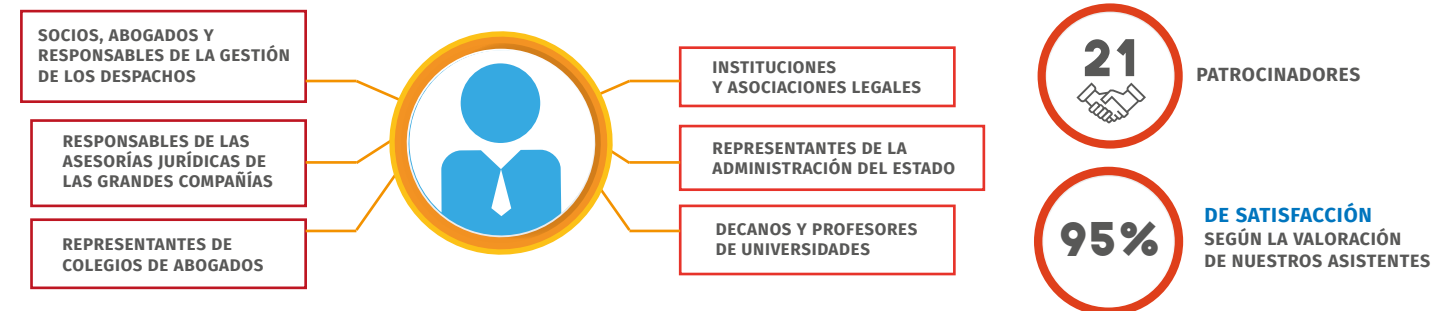 SOCIOS, ABOGADOS Y
RESPONSABLES DE LA GESTIÓN
DE LOS DESPACHOS
RESPONSABLES DE LAS
ASESORÍAS JURÍDICAS DE
LAS GRANDES COMPAÑÍAS
REPRESENTANTES DE
COLEGIOS DE ABOGADOS
INSTITUCIONES
Y ASOCIACIONES LEGALES
REPRESENTANTES DE LA
ADMINISTRACIÓN DEL ESTADO
DECANOS Y PROFESORES
DE UNIVERSIDADES
21
PATROCINADORES
95%
DE SATISFACCIÓN
SEGÚN LA VALORACIÓN
DE NUESTROS ASISTENTES